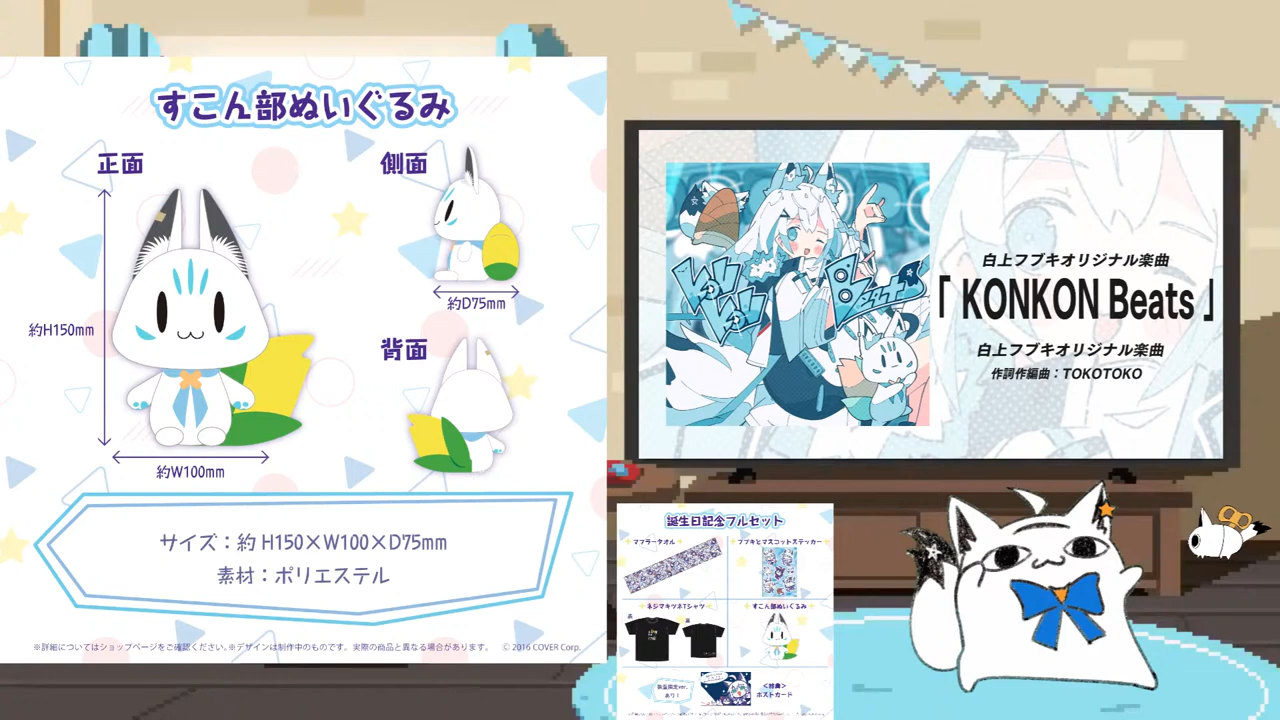 すこん部ぬいぐるみ
正面
側面
約H150mm
約D75mm
背面
約W100mm
サイズ：約 H150×W100×D75mm
素材：ポリエステル
※詳細についてはショップページをご確認ください。※デザインは制作中のものです。実際の商品と異なる場合があります。 © 2016 COVER Corp.
白上フブキオリジナル楽曲
「 KONKON Beats 」
白上フブキオリジナル楽曲
作詞作編曲：TOKOTOKO
誕生日記念フルセット
マフラータオル
フブキとマスコットステッカー
ネジマキツネTシャツ
すこん部ぬいぐるみ
数量限定ver.
あり！
＜特典＞
ポストカード